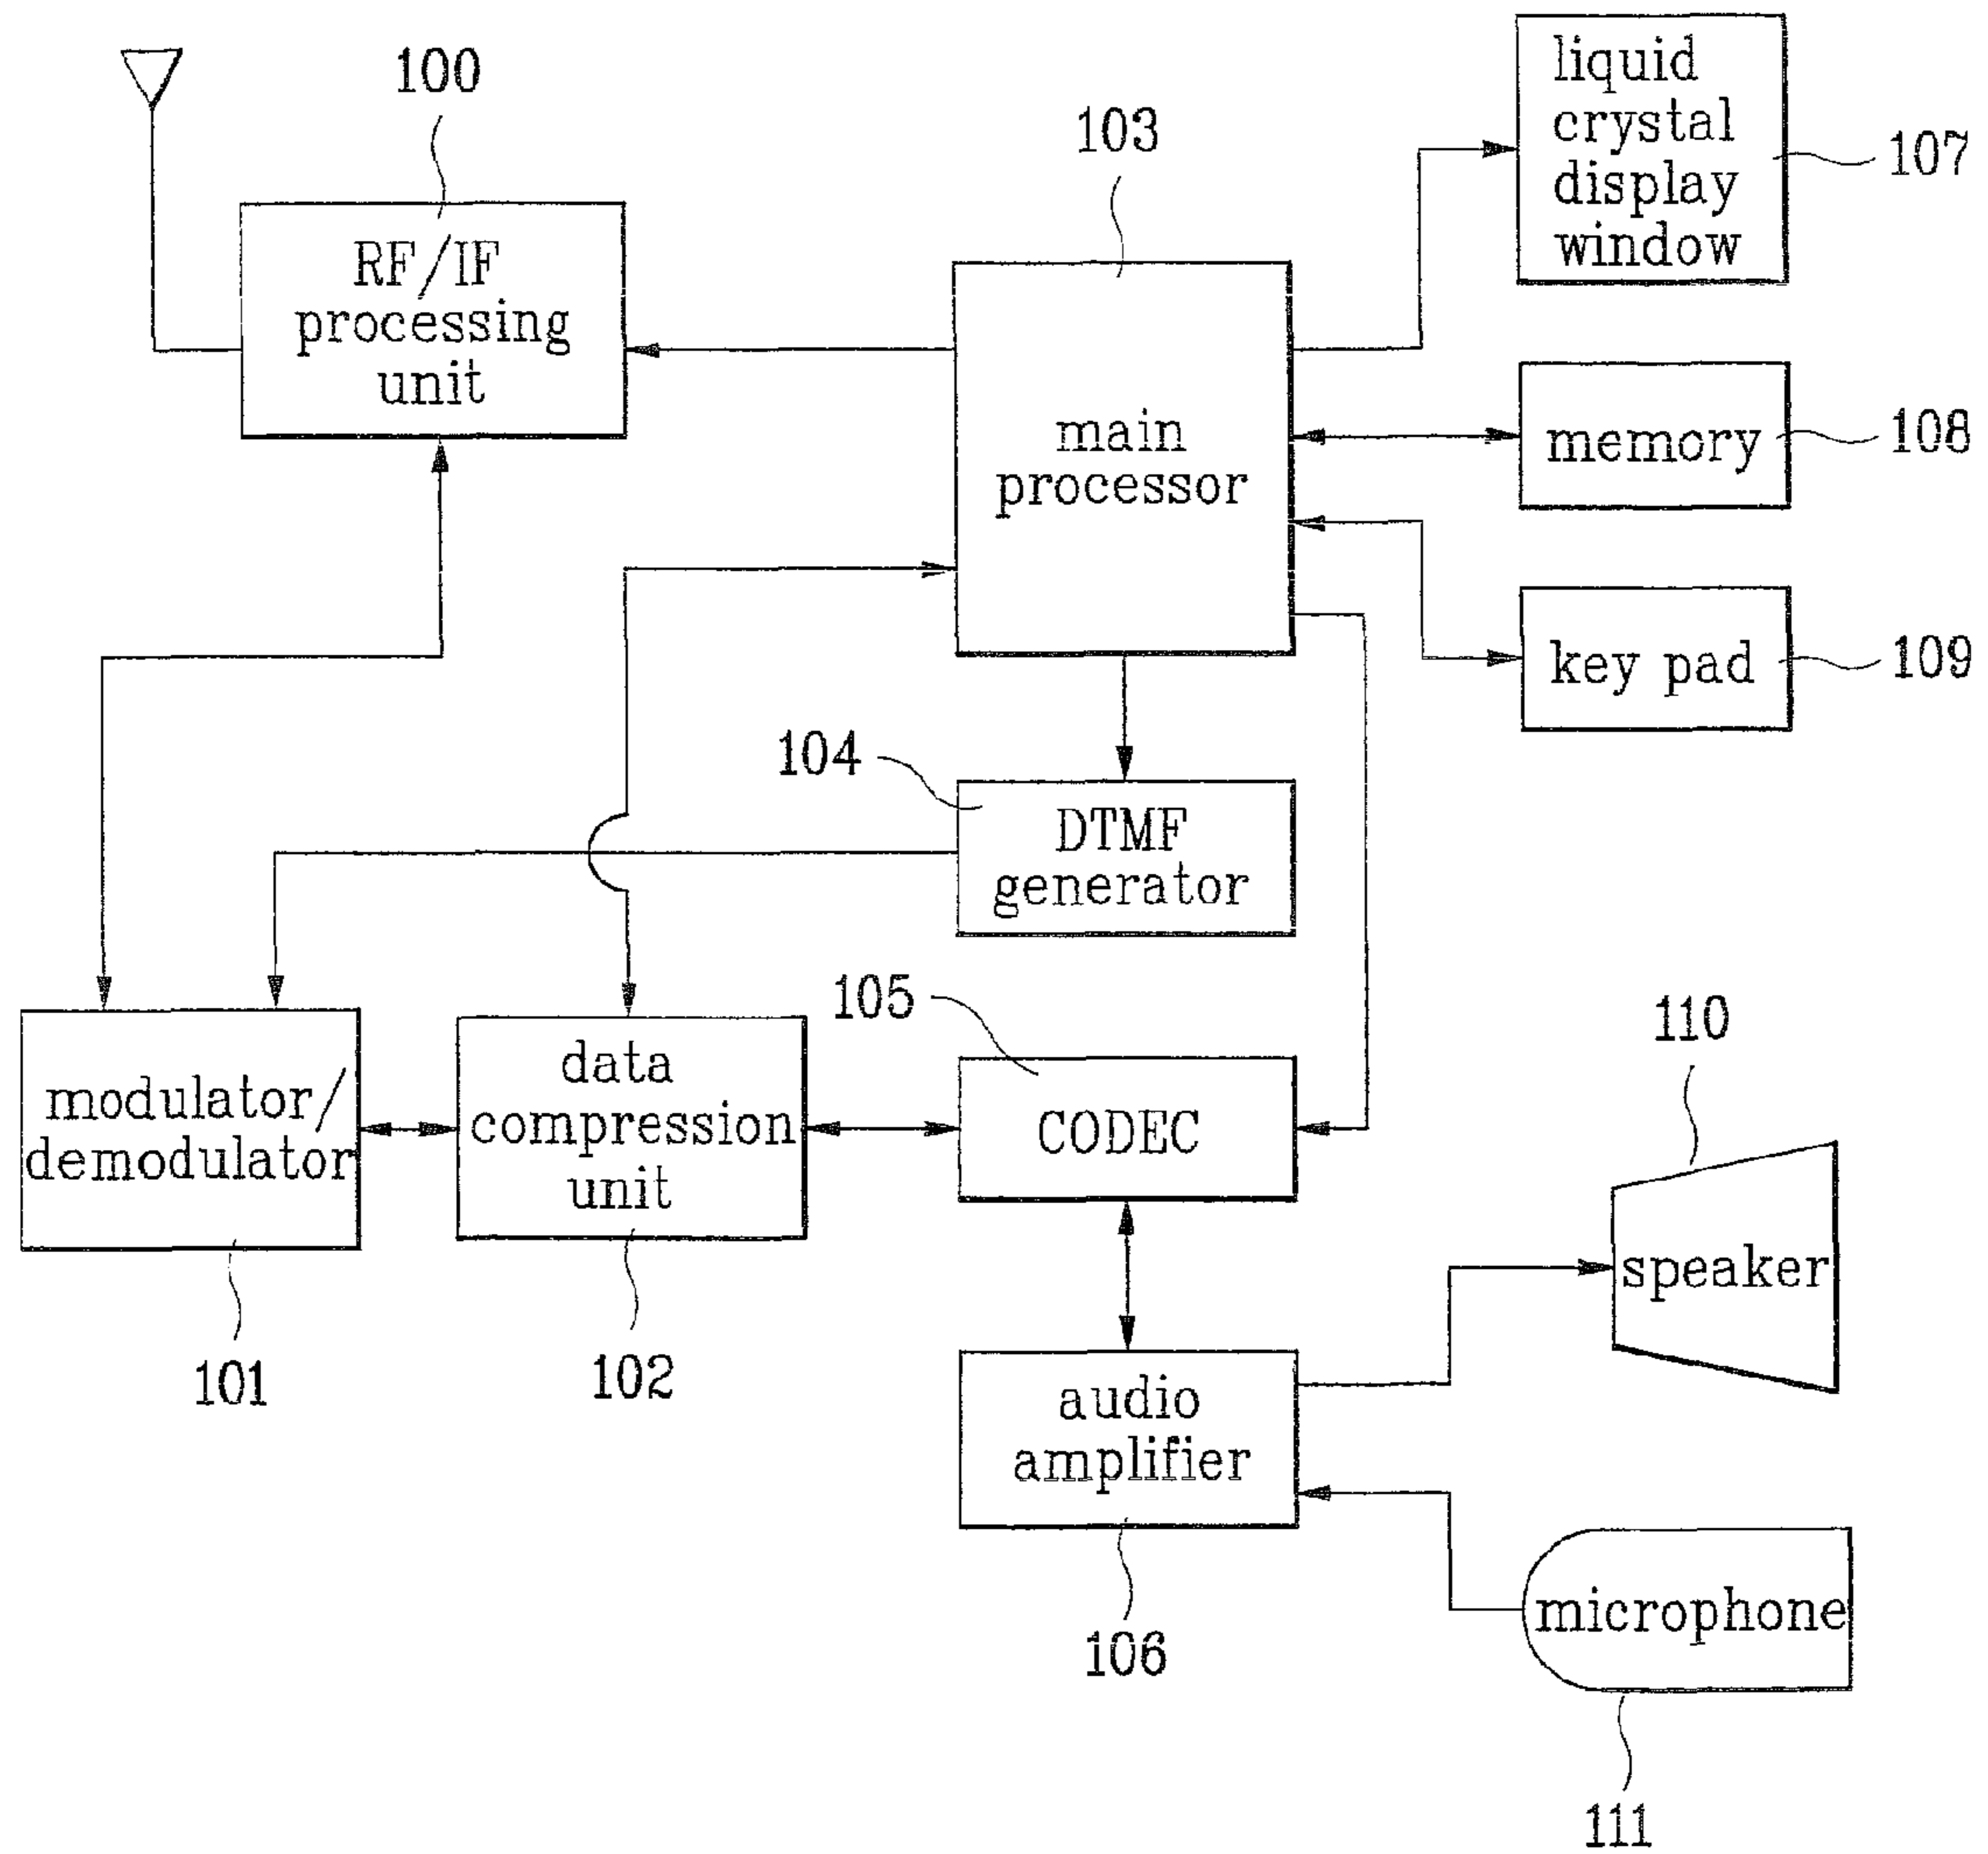 100
RF/IF
processing
unit
103
main
processor
liquid
crystal
display
window
107
memory
108
key pad
109
104
DTMF
generator
modulator/
demodulator
101
data
compression
unit
102
105
CODEC
110
speaker
audio
amplifier
106
microphone
111